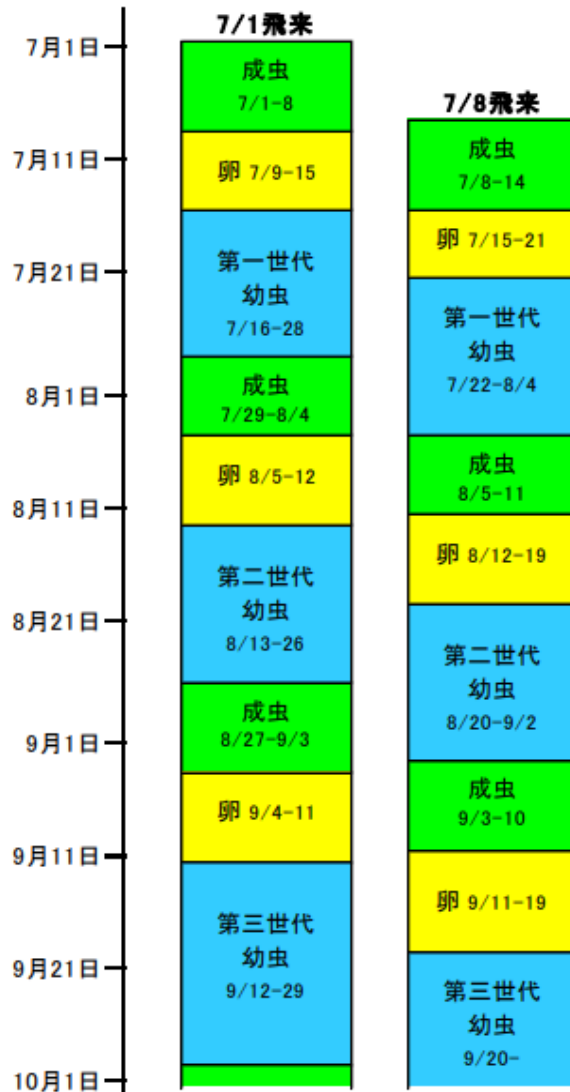 7月1日
7月11日
7月21日
8月1日
8月11日
8月21日
9月1日
9月11日
9月21日
10月1日
7/1飛来
成虫
7/1-8
卵 7/9-15
第一世代
幼虫
7/16-28
成虫
7/29-8/4
卵 8/5-12
第二世代
幼虫
8/13-26
成虫
8/27-9/3
卵 9/4-11
第三世代
幼虫
9/12-29
7/8飛来
成虫
7/8-14
卵 7/15-21
第一世代
幼虫
7/22-8/4
成虫
8/5-11
卵 8/12-19
第二世代
幼虫
8/20-9/2
成虫
9/3-10
卵 9/11-19
第三世代
幼虫
9/20-